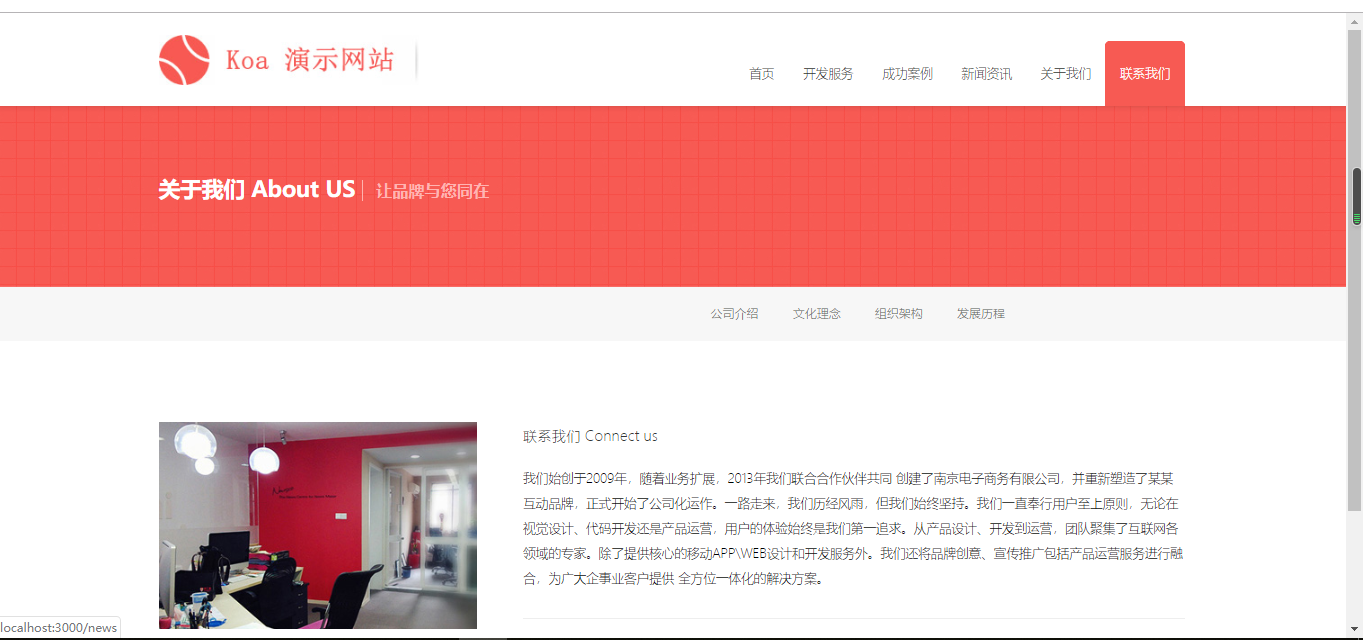 Koa 演示网站
首页 开发服务 成功案例 新闻资讯 关于我们 联系我们
关于我们 About US 让品牌与您同在
公司介绍 文化理念 组织架构 发展历程
联系我们 Connect us
我们始创于2009年，随着业务扩展，2013年我们联合合作伙伴共同 创建了南京电子商务有限公司，并重新塑造了某某
互动品牌，正式开始了公司化运作。一路走来，我们历经风雨，但我们始终坚持。我们一直奉行用户至上原则，无论在
视觉设计、代码开发还是产品运营，用户的体验始终是我们第一追求。从产品设计、开发到运营，团队聚集了互联网各
领域的专家。除了提供核心的移动APP\WEB设计和开发服务外。我们还将品牌创意、宣传推广包括产品运营服务进行融
合，为广大企事业客户提供 全方位一体化的解决方案。
localhost:3000/news